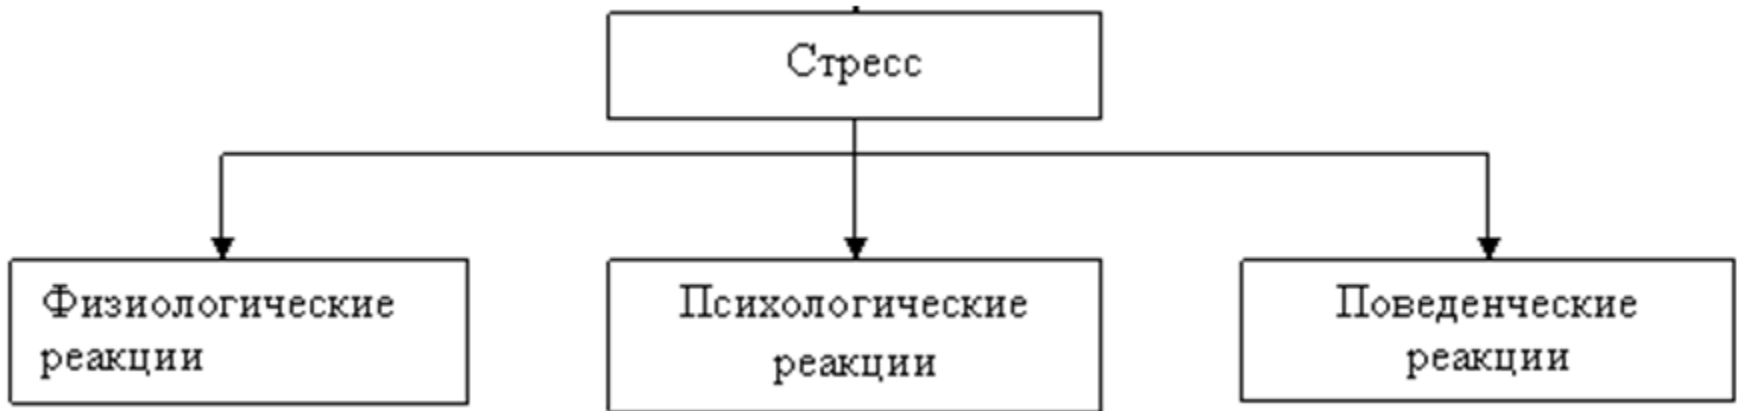 Стресс
Физиологические
реакции
Психологические
реакции
Поведенческие
реакции